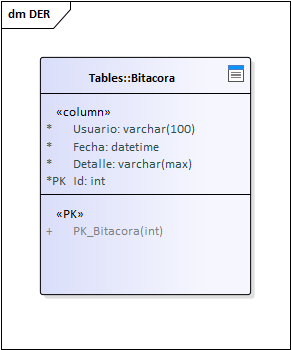 dm DER
Tables::Bitacora
«column»
* Usuario: varchar(100)
* Fecha: datetime
* Detalle: varchar(max)
*PK Id: int
«PK»
+ PK_Bitacora(int)